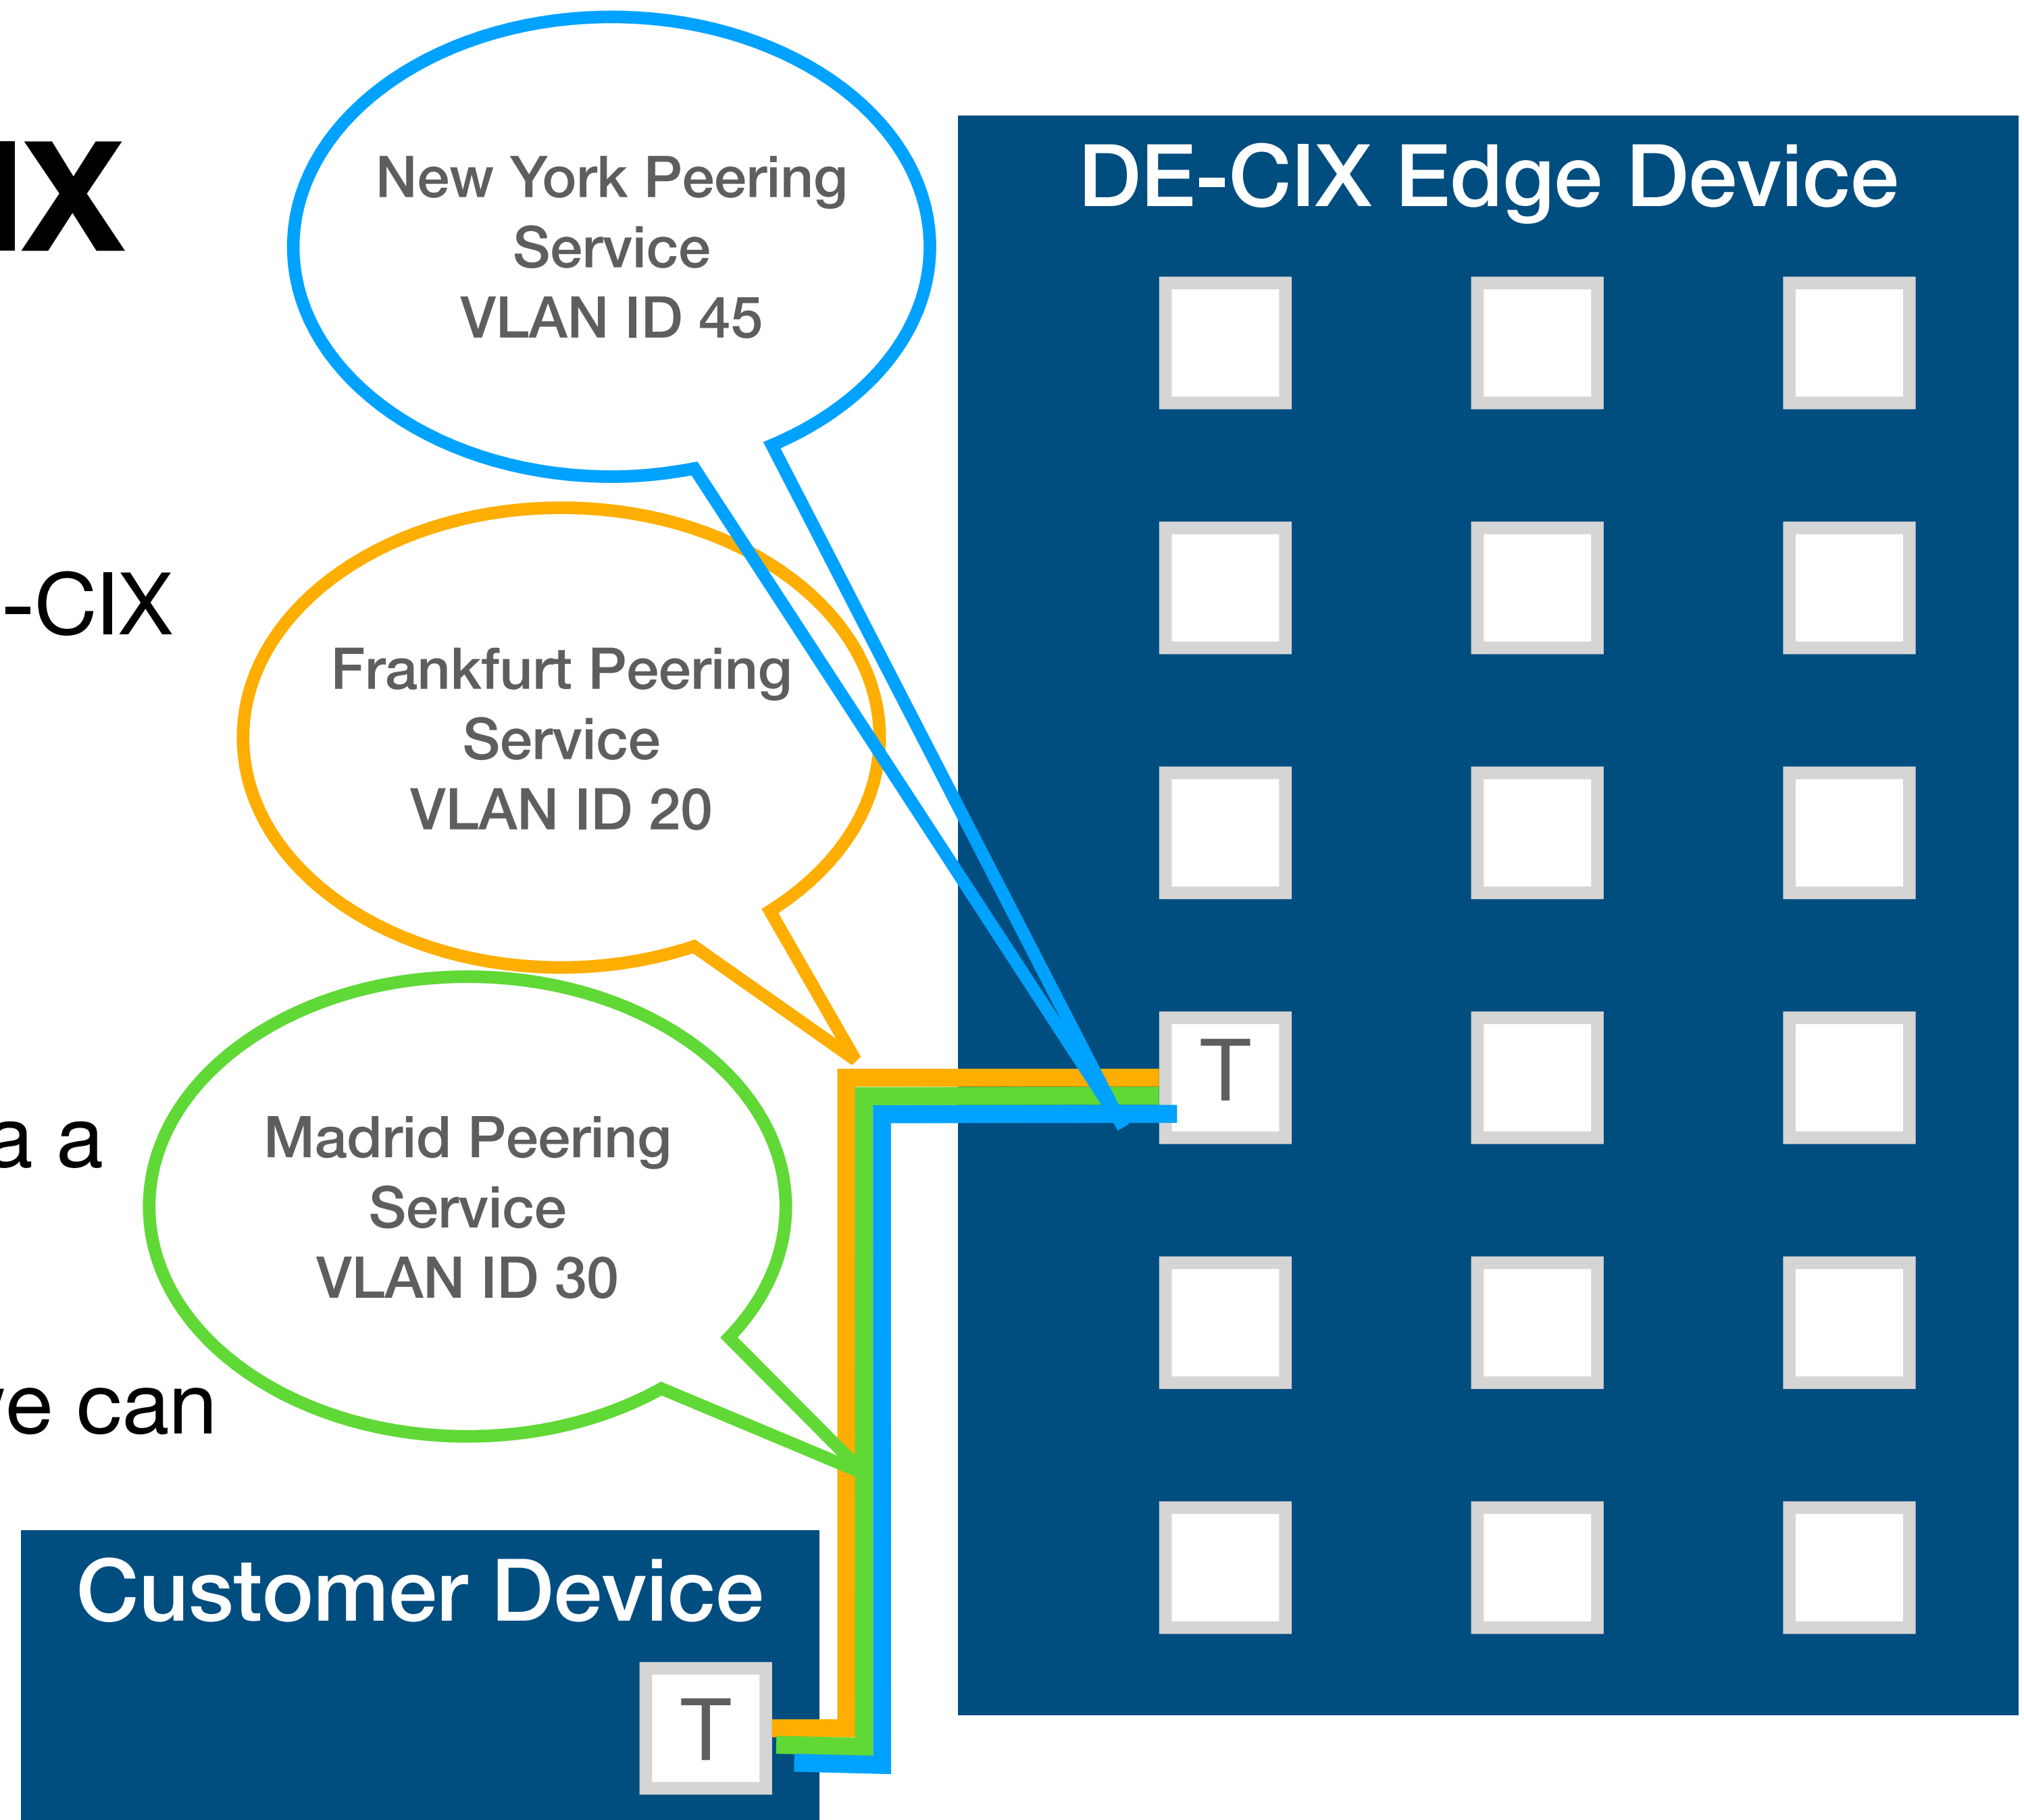 IX
-CIX
a a
e can
New York Peering
Service
VLAN ID 45
Frankfurt Peering
Service
VLAN ID 20
Madrid Peering
Service
VLAN ID 30
DE-CIX Edge Device
T
Customer Device
T